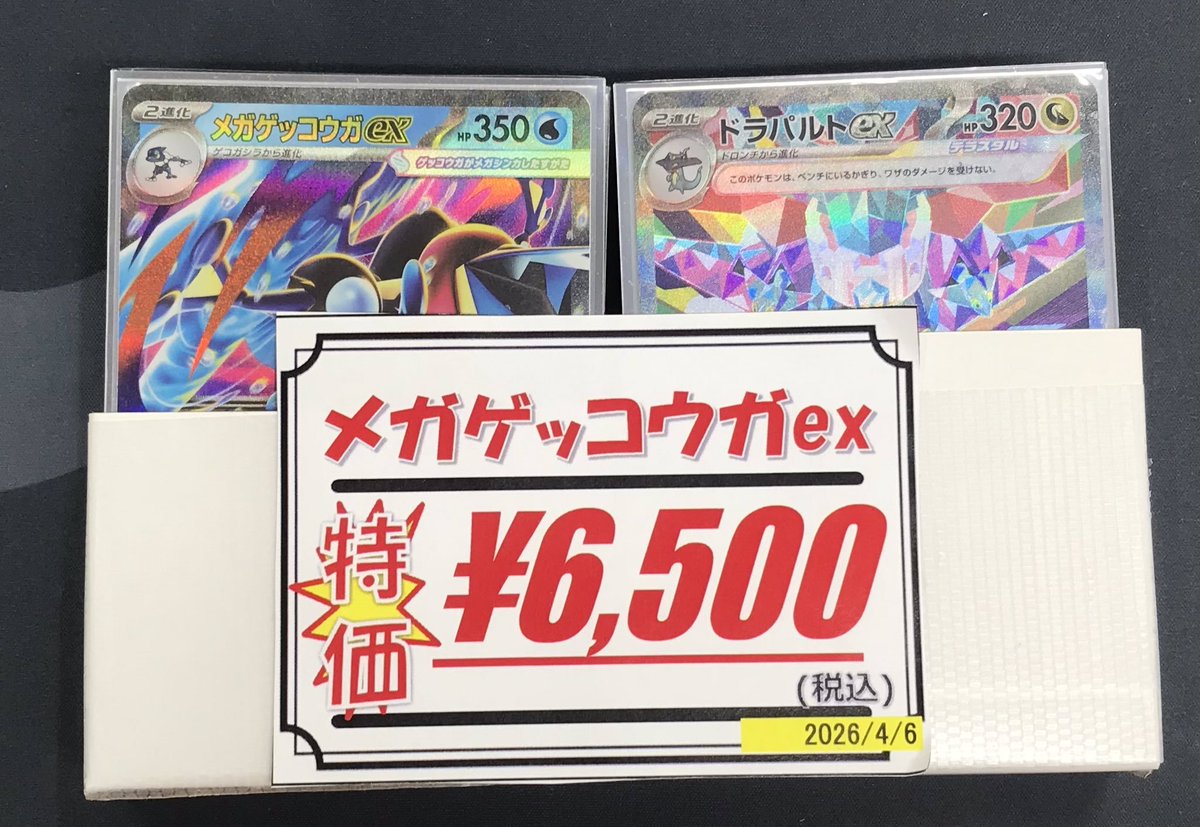 2進化
メガゲッコウガex
HP350
ゲコガシラから進化
ゲッコウガがメガシンカしたすがた
2進化
ドラパルトex
HP320
ドロンチから進化
テラスタル
このポケモンは、ベンチにいるかぎり、ワザのダメージを受けない。
メガゲッコウガex
特価
¥6,500
(税込)
2026/4/6